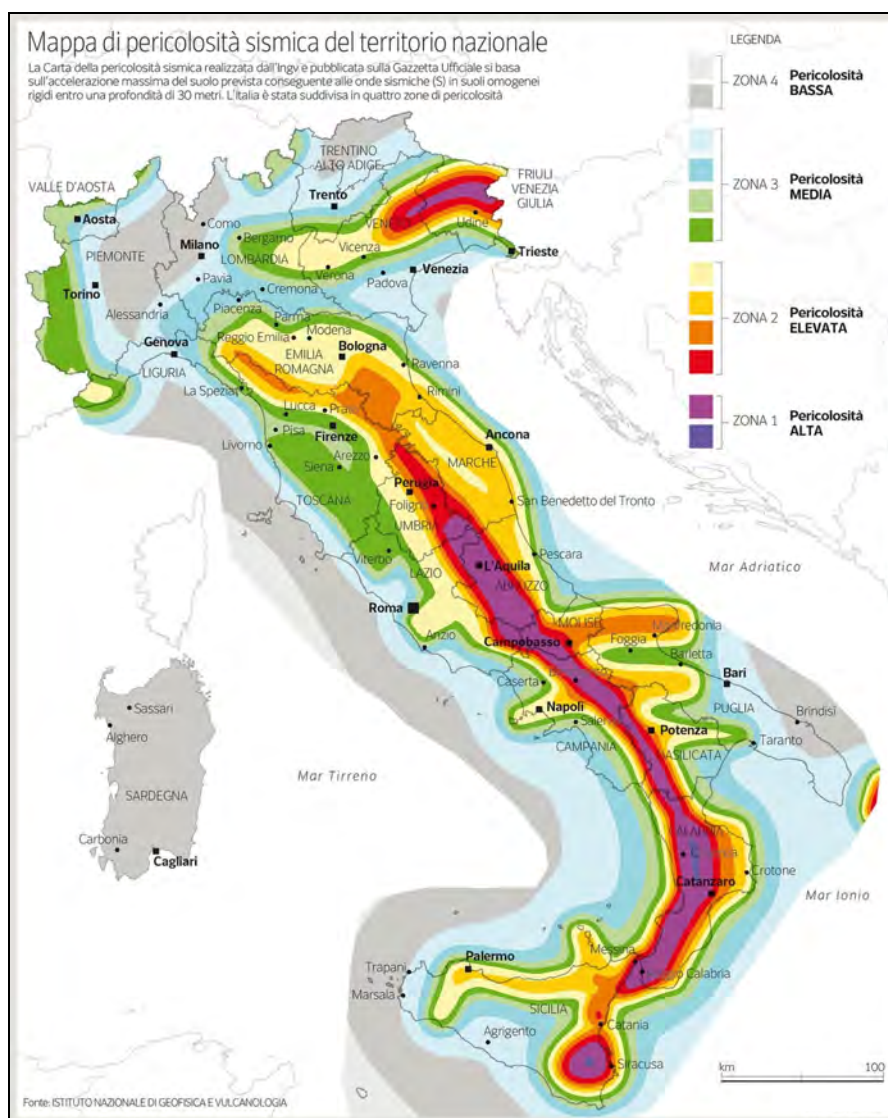 Mappa di pericolosità sismica del territorio nazionale
La Carta della pericolosità sismica realizzata dall'Ingv e pubblicata sulla Gazzetta Ufficiale si basa
sull'accelerazione massima del suolo prevista conseguente alle onde sismiche (S) in suoli omogenei
rigidi entro una profondità di 30 metri. L'Italia è stata suddivisa in quattro zone di pericolosità
LEGENDA
ZONA 4 Pericolosità
BASSA
ZONA 3 Pericolosità
MEDIA
ZONA 2 Pericolosità
ELEVATA
ZONA 1 Pericolosità
ALTA
TRENTINO
ALTO ADIGE
FRIULI
VENEZIA
GIULIA
VALLE D'AOSTA
Trento
Aosta
Como
Udine
Bergamo
Milano
Vicenza
Trieste
PIEMONTE
LOMBARDIA
Verona
Venezia
Padova
Torino
Pavia
Cremona
Piacenza
Alessandria
Parma
Modena
Reggio Emilia
Genova
EMILIA
ROMAGNA
Bologna
LIGURIA
Ravenna
La Spezia
Rimini
Lucca
Pisa
Firenze
Ancona
Livorno
Arezzo
MARCHE
Siena
Perugia
TOSCANA
Foligno
San Benedetto del Tronto
UMBRIA
Viterbo
Pescara
L'Aquila
LAZIO
ABRUZZO
Mar Adriatico
Roma
MOLISE
Anzio
Campobasso
Foggia
Barletta
Caserta
Bari
Napoli
PUGLIA
Sassari
Brindisi
Alghero
Potenza
Taranto
CAMPANIA
Mar Tirreno
SARDEGNA
Carbonia
Cagliari
Crotone
Catanzaro
Mar Ionio
Messina
Palermo
Trapani
Reggio Calabria
Marsala
SICILIA
Catania
Agrigento
Siracusa
km 100
Fonte: ISTITUTO NAZIONALE DI GEOFISICA E VULCANOLOGIA